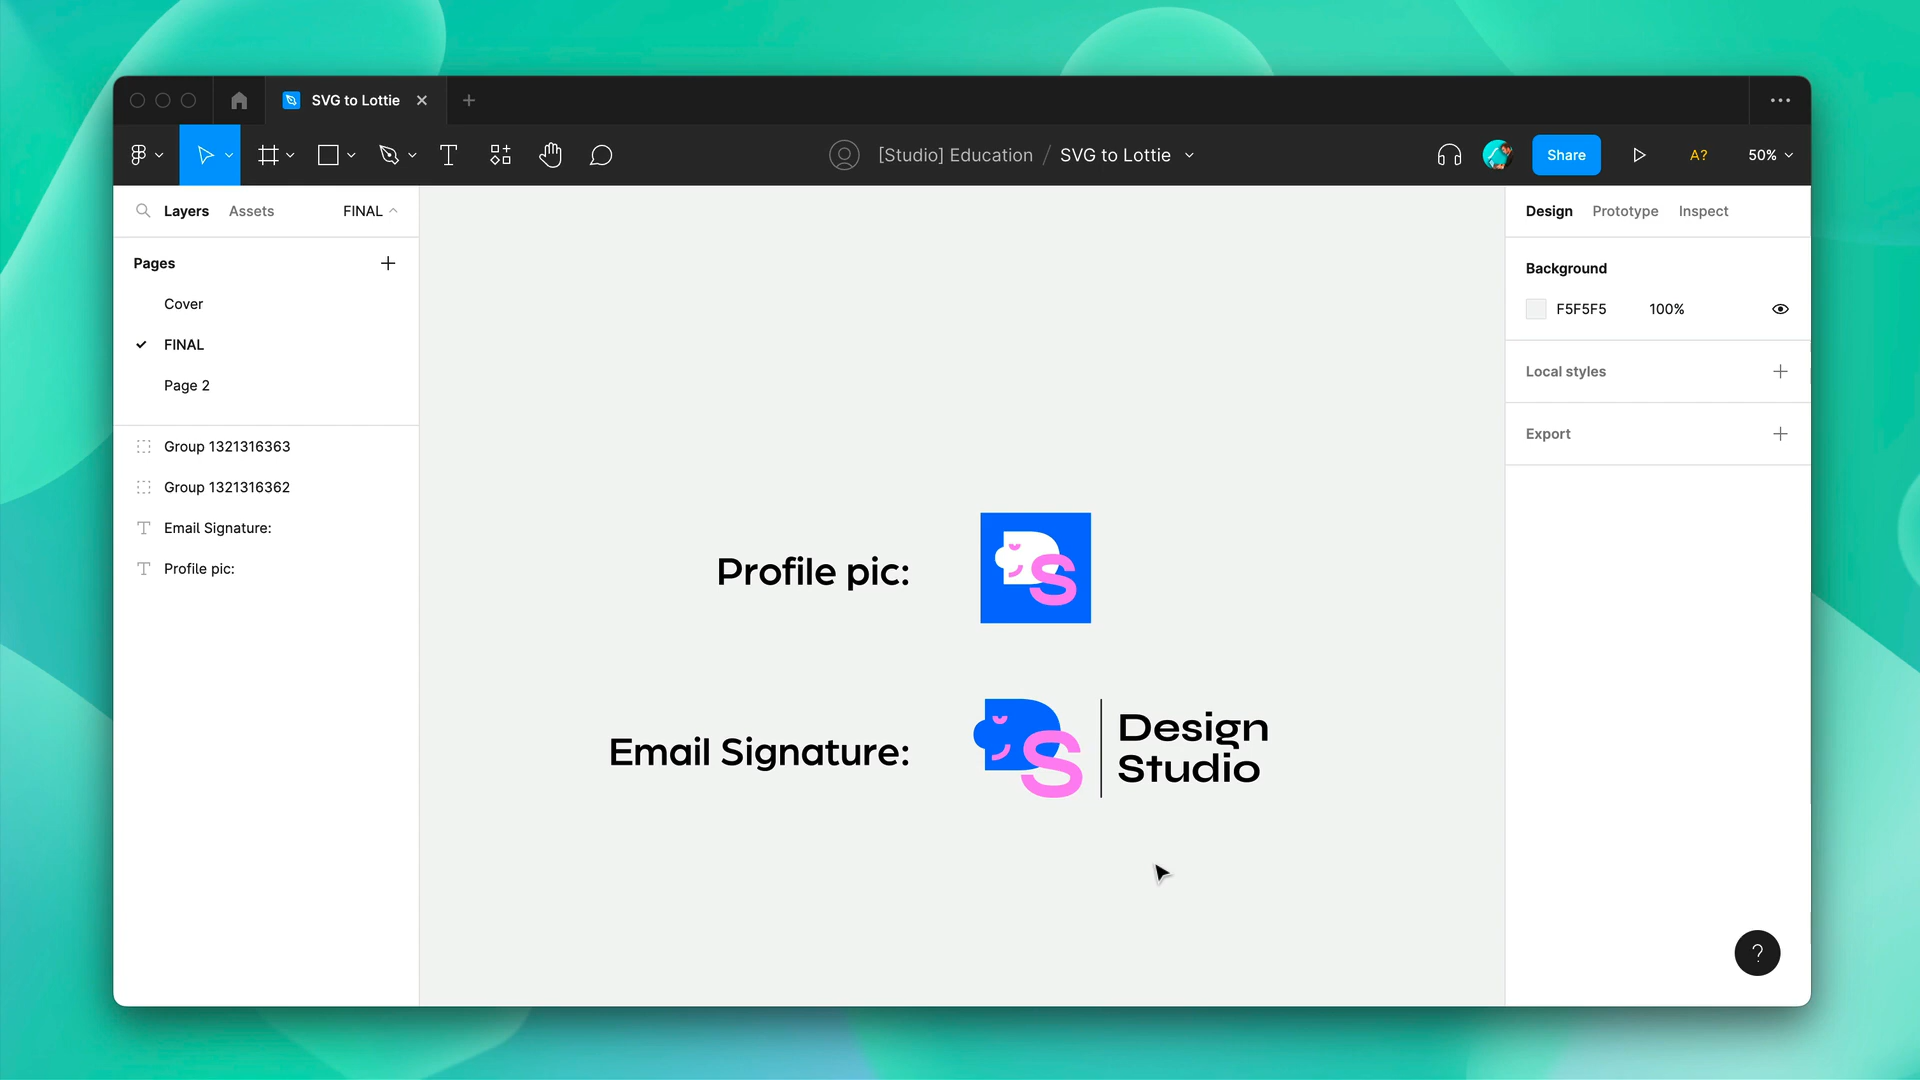 SVG to Lottie
[Studio] Education / SVG to Lottie
Share
A?
50%
Layers
Assets
FINAL
Design
Prototype
Inspect
Pages
Cover
FINAL
Page 2
Group 1321316363
Group 1321316362
Email Signature:
Profile pic:
Background
F5F5F5
100%
Local styles
Export
Profile pic:
DS
Email Signature:
DS
Design
Studio
?